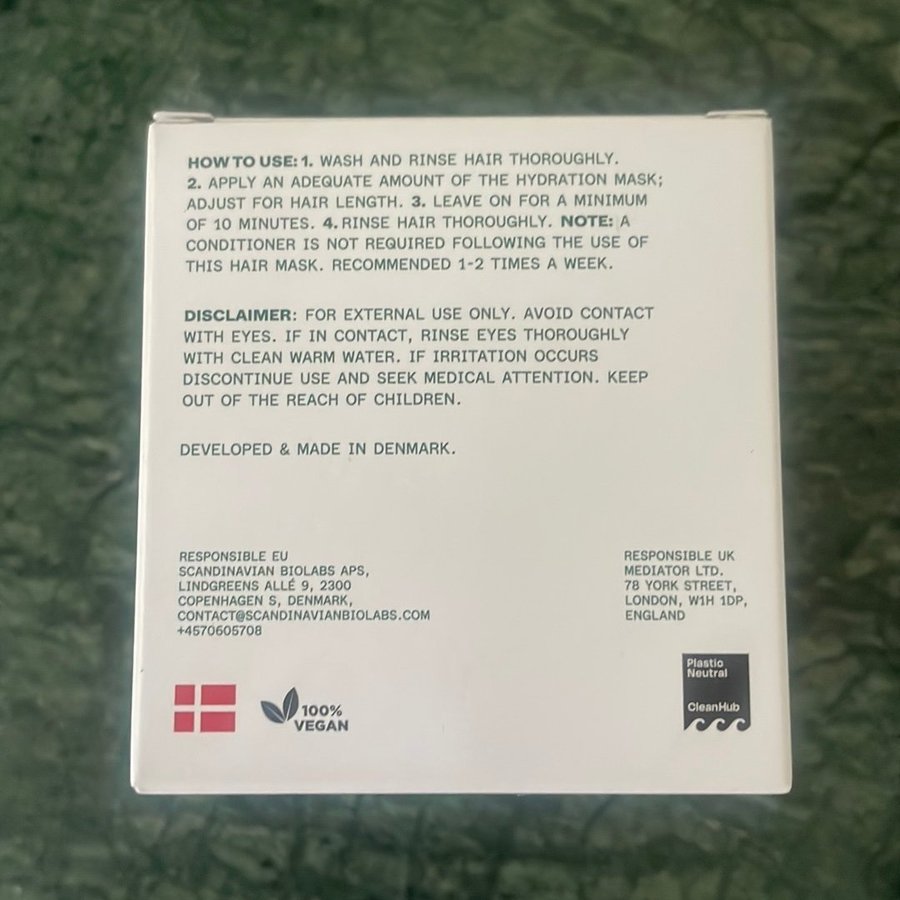 HOW TO USE: 1. WASH AND RINSE HAIR THOROUGHLY.
2. APPLY AN ADEQUATE AMOUNT OF THE HYDRATION MASK;
ADJUST FOR HAIR LENGTH. 3. LEAVE ON FOR A MINIMUM
OF 10 MINUTES. 4. RINSE HAIR THOROUGHLY. NOTE: A
CONDITIONER IS NOT REQUIRED FOLLOWING THE USE OF
THIS HAIR MASK. RECOMMENDED 1-2 TIMES A WEEK.
DISCLAIMER: FOR EXTERNAL USE ONLY. AVOID CONTACT
WITH EYES. IF IN CONTACT, RINSE EYES THOROUGHLY
WITH CLEAN WARM WATER. IF IRRITATION OCCURS
DISCONTINUE USE AND SEEK MEDICAL ATTENTION. KEEP
OUT OF THE REACH OF CHILDREN.
DEVELOPED & MADE IN DENMARK.
RESPONSIBLE EU
SCANDINAVIAN BIOLABS APS,
LINDGREENS ALLÉ 9, 2300
COPENHAGEN S, DENMARK,
CONTACT@SCANDINAVIANBIOLABS.COM
+4570605708
RESPONSIBLE UK
MEDIATOR LTD.
78 YORK STREET,
LONDON, W1H 1DP,
ENGLAND
100%
VEGAN
Plastic
Neutral
CleanHub